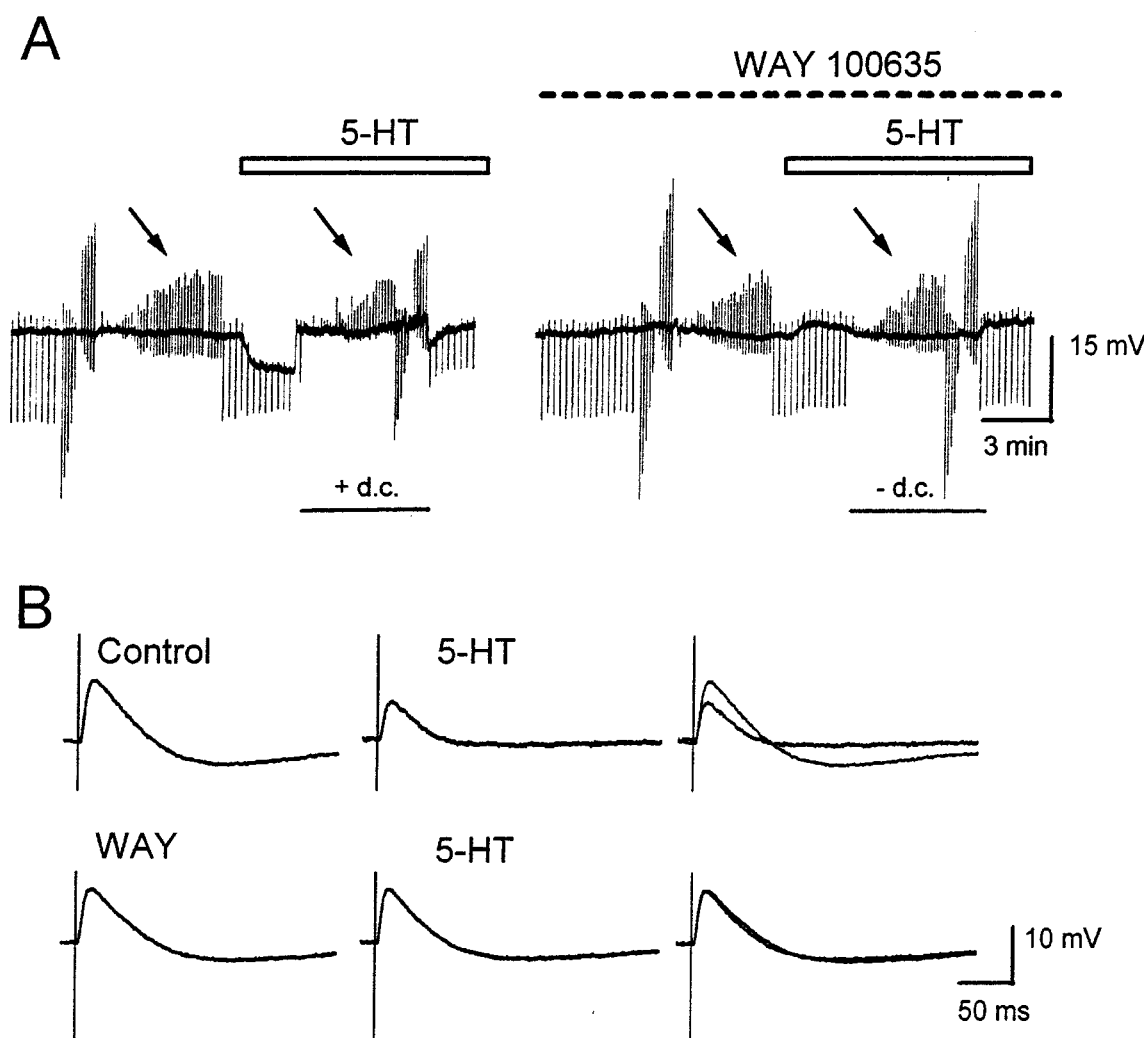 A
WAY 100635
5-HT
5-HT
15 mV
3 min
+ d.c.
- d.c.
B
Control
5-HT
WAY
5-HT
10 mV
50 ms